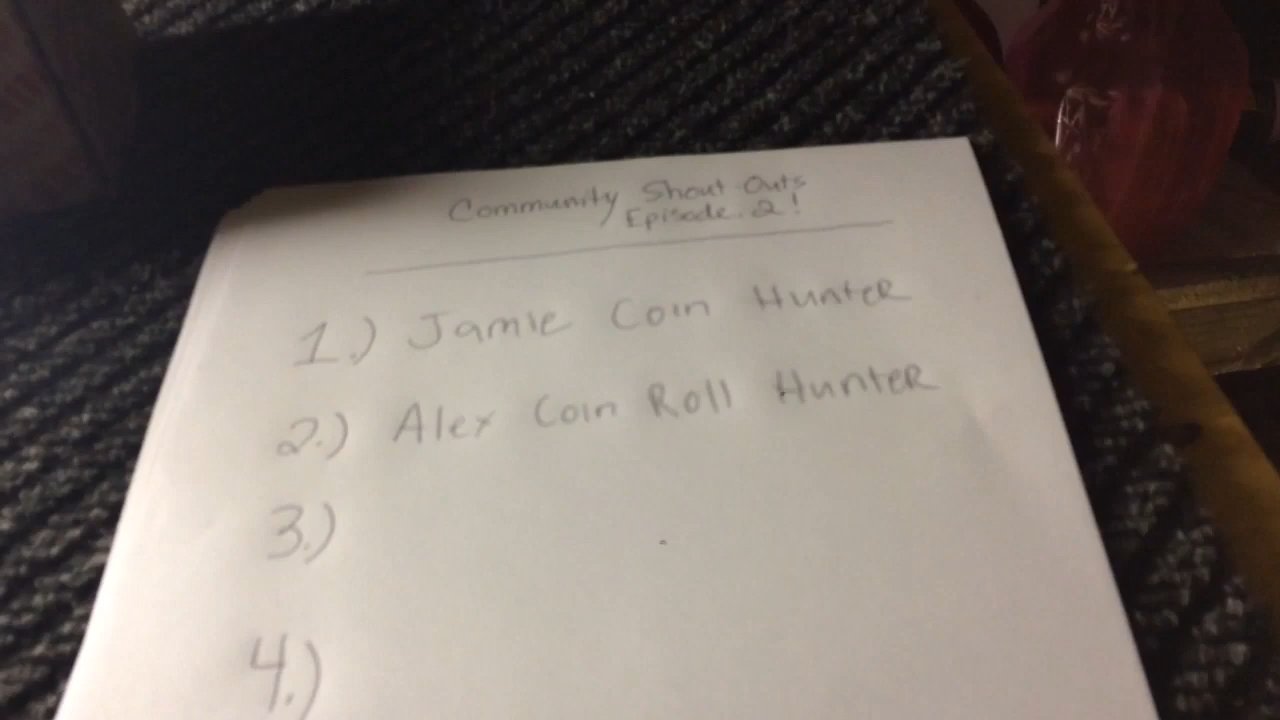 Community Shout Outs
Episode. 2!
1.) Jamie Coin Hunter
2.) Alex Coin Roll Hunter
3.)
4.)